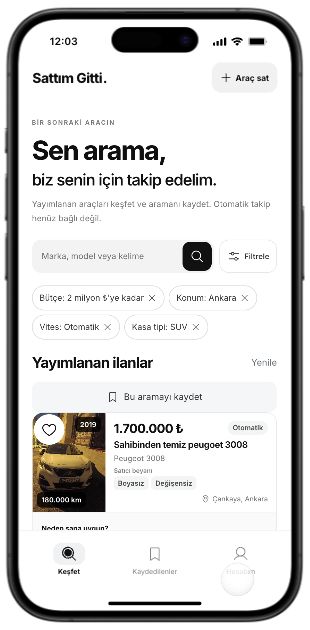 12:03
Sattım Gitti.
+ Araç sat
BİR SONRAKİ ARACIN
Sen arama,
biz senin için takip edelim.
Yayımlanan araçları keşfet ve aramanı kaydet. Otomatik takip
henüz bağlı değil.
Marka, model veya kelime
Filtrele
Bütçe: 2 milyon ₺'ye kadar ×
Konum: Ankara ×
Vites: Otomatik ×
Kasa tipi: SUV ×
Yayımlanan ilanlar
Yenile
Bu aramayı kaydet
2019
1.700.000 ₺
Otomatik
Sahibinden temiz peugoet 3008
Peugeot 3008
Satıcı beyanı
Boyasız
Değişensiz
180.000 km
Çankaya, Ankara
Neden sana uygun?
Keşfet
Kaydedilenler
Hesabım